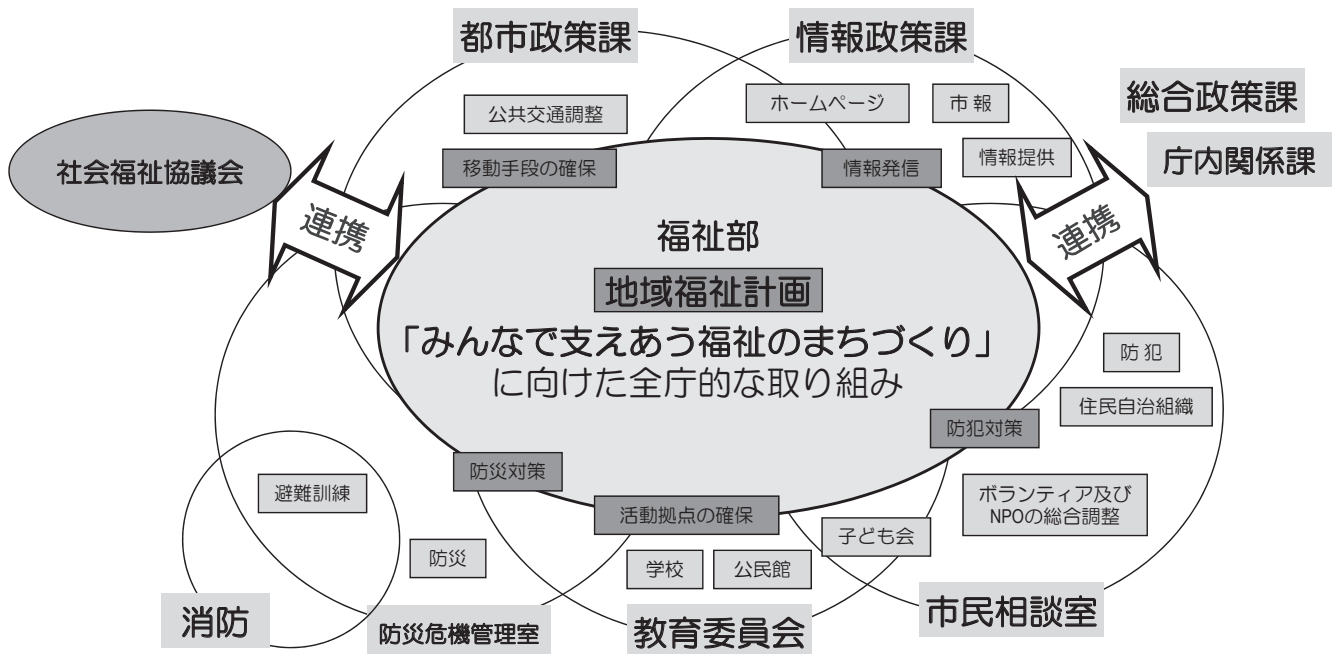 都市政策課
情報政策課
総合政策課
庁内関係課
公共交通調整
ホームページ
市報
社会福祉協議会
移動手段の確保
情報発信
情報提供
連携
連携
福祉部
地域福祉計画
「みんなで支えあう福祉のまちづくり」
に向けた全庁的な取り組み
防犯
住民自治組織
防犯対策
防災対策
避難訓練
活動拠点の確保
ボランティア及び
NPOの総合調整
子ども会
防災
学校
公民館
消防
防災危機管理室
教育委員会
市民相談室